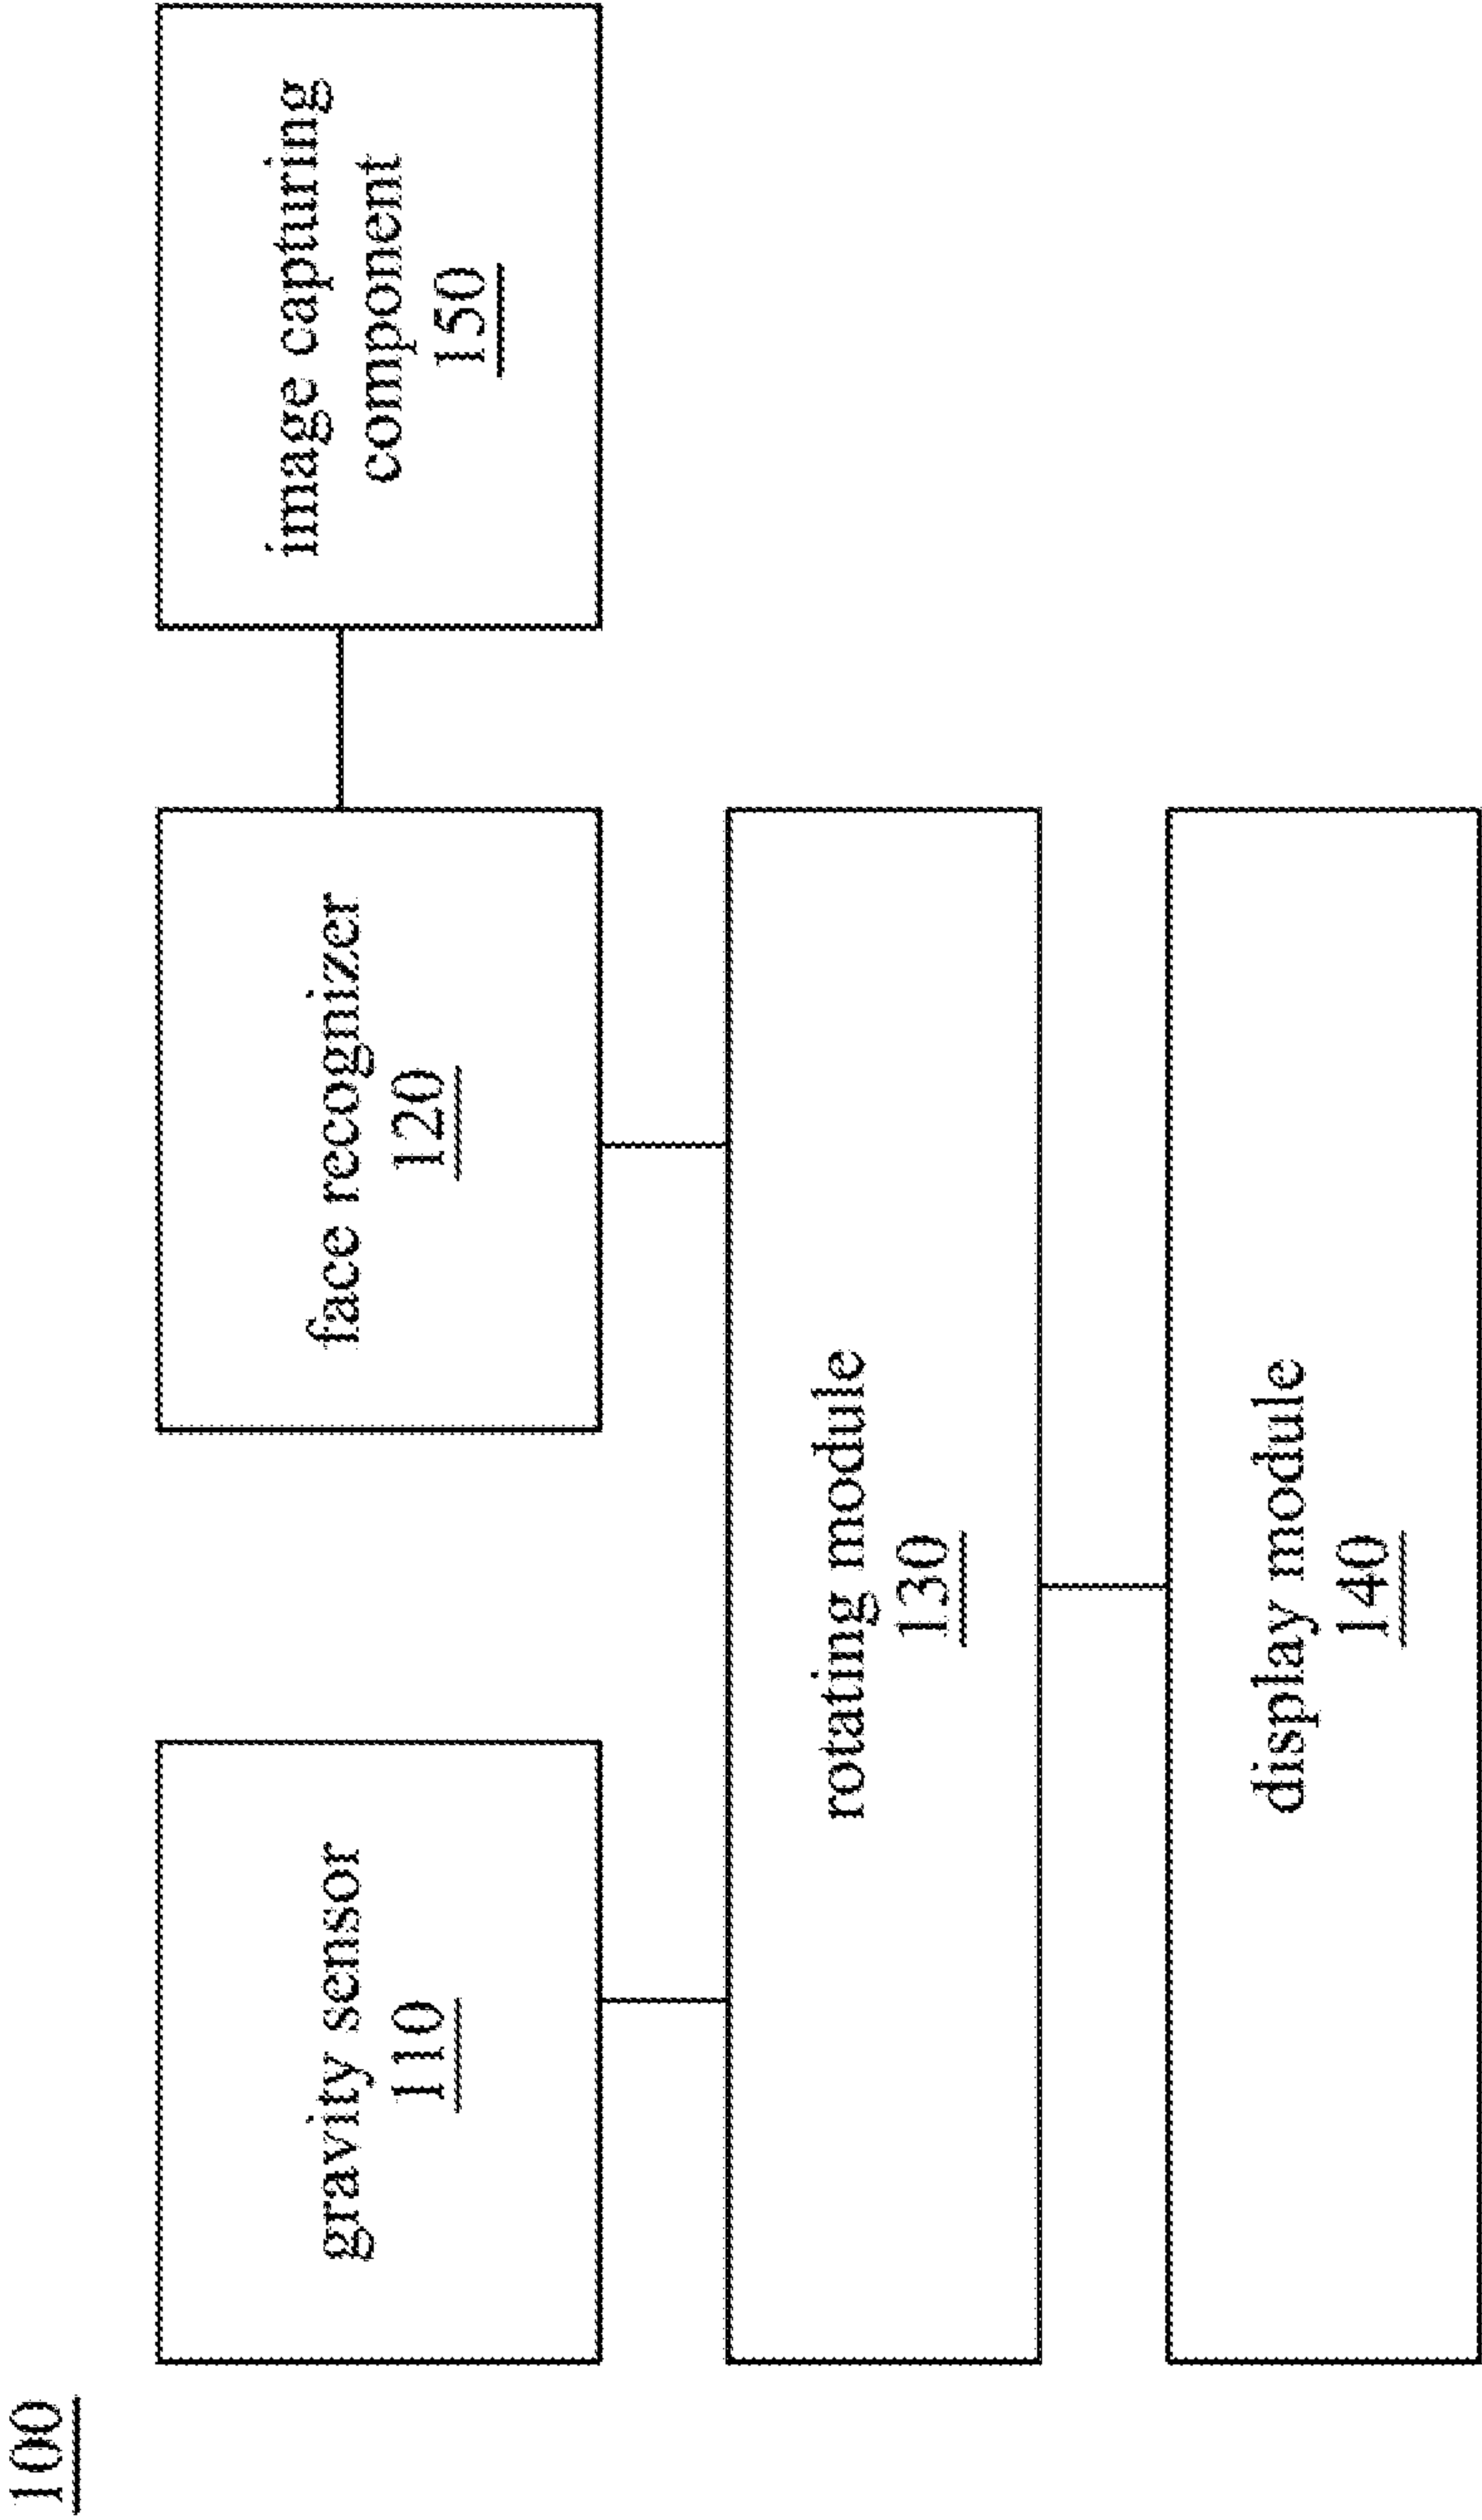 100
gravity sensor
110
face recognizer
120
image capturing
component
150
rotating module
130
display module
140